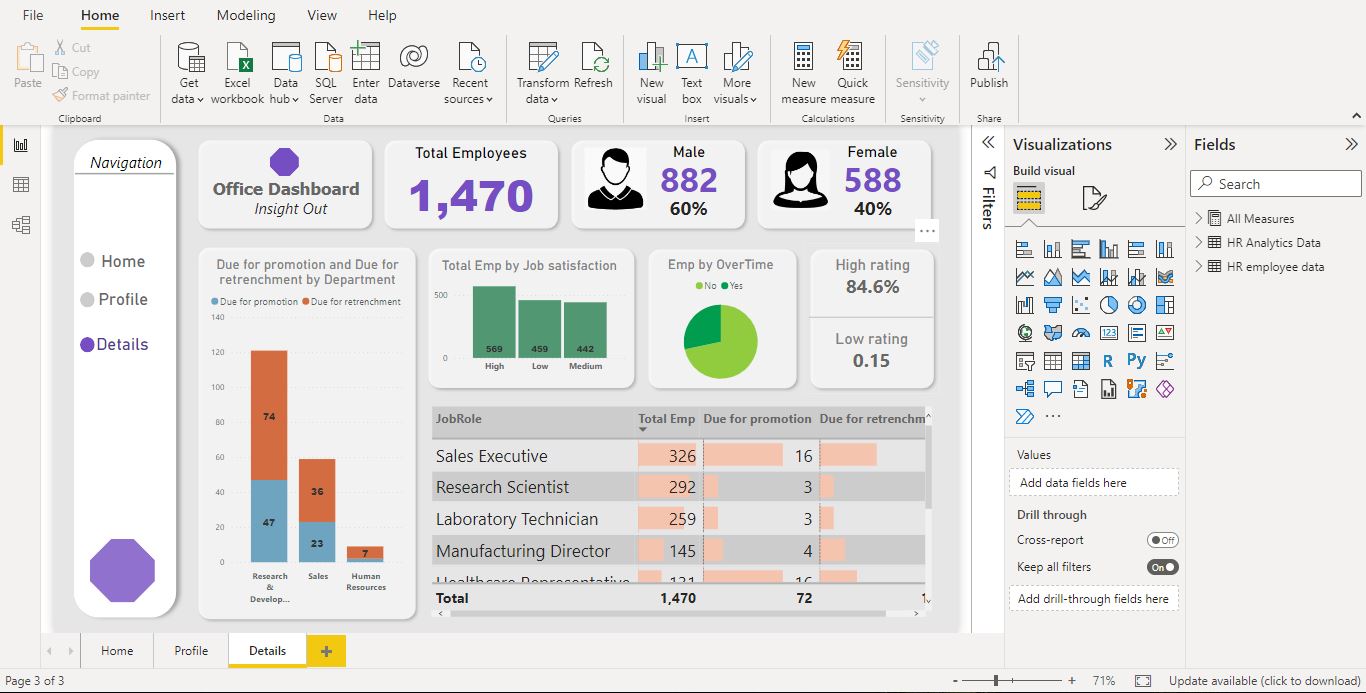 File
Home
Insert
Modeling
View
Help
Paste
Cut
Copy
Format painter
Clipboard
Get data
Excel workbook
Data hub
SQL Server
Enter data
Dataverse
Recent sources
Data
Transform data
Refresh
Queries
New visual
Text box
More visuals
Insert
New measure
Quick measure
Calculations
Sensitivity
Sensitivity
Publish
Share
Navigation
Home
Profile
Details
Office Dashboard
Insight Out
Total Employees
1,470
Male
882
60%
Female
588
40%
Due for promotion and Due for
retrenchment by Department
Due for promotion
Due for retrenchment
140
120
100
80
60
40
20
0
74
47
36
23
7
Research
&
Develop...
Sales
Human
Resources
Total Emp by Job satisfaction
500
0
569
459
442
High
Low
Medium
Emp by OverTime
No
Yes
High rating
84.6%
Low rating
0.15
JobRole
Total Emp
Due for promotion
Due for retrenchm
Sales Executive
326
16
Research Scientist
292
3
Laboratory Technician
259
3
Manufacturing Director
145
4
Healthcare Representative
131
16
Total
1,470
72
Filters
Visualizations
Build visual
R
Py
123
Values
Add data fields here
Drill through
Cross-report
Off
Keep all filters
On
Add drill-through fields here
Fields
Search
All Measures
HR Analytics Data
HR employee data
Home
Profile
Details
+
Page 3 of 3
- +
71%
Update available (click to download)